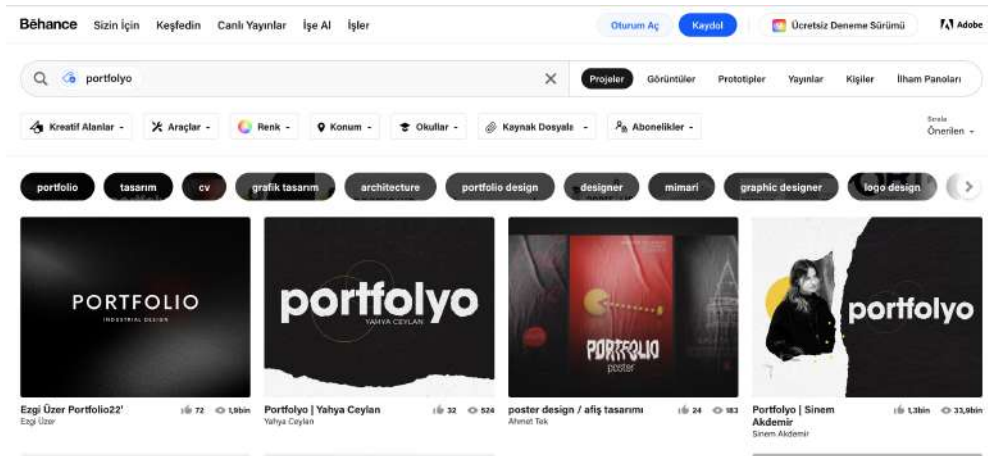 Bēhance Sizin İçin Keşfedin Canlı Yayınlar İşe Al İşler Oturum Aç Kaydol Ücretsiz Deneme Sürümü Adobe
portfolyo Projeler Görüntüler Prototipler Yayınlar Kişiler İlham Panoları
Kreatif Alanlar Araçlar Renk Konum Okullar Kaynak Dosyala Abonelikler
Sırala
Önerilen
portfolio tasarım cv grafik tasarım architecture portfolio design designer mimari graphic designer logo design
PORTFOLIO
INDUSTRIAL DESIGN
portfolyo
YAHYA CEYLAN
PORTFOLIO
poster
portfolyo
Ezgi Üzer Portfolio22' 72 1,9bin
Ezgi Üzer
Portfolyo | Yahya Ceylan 32 524
Yahya Ceylan
poster design / afiş tasarımı 24 183
Ahmet Tek
Portfolyo | Sinem Akdemir 1,3bin 33,9bin
Sinem Akdemir